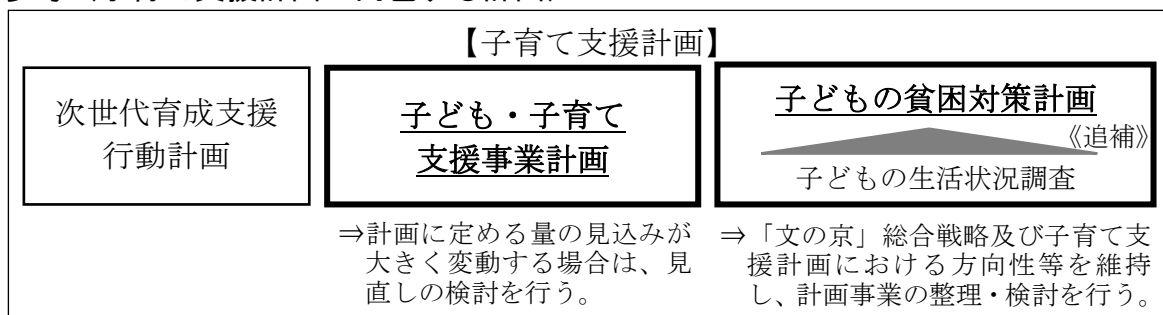 【子育て支援計画】
次世代育成支援
行動計画
子ども・子育て
支援事業計画
子どもの貧困対策計画
《追補》
子どもの生活状況調査
⇒計画に定める量の見込みが
大きく変動する場合は、見
直しの検討を行う。
⇒「文の京」総合戦略及び子育て支
援計画における方向性等を維持
し、計画事業の整理・検討を行う。